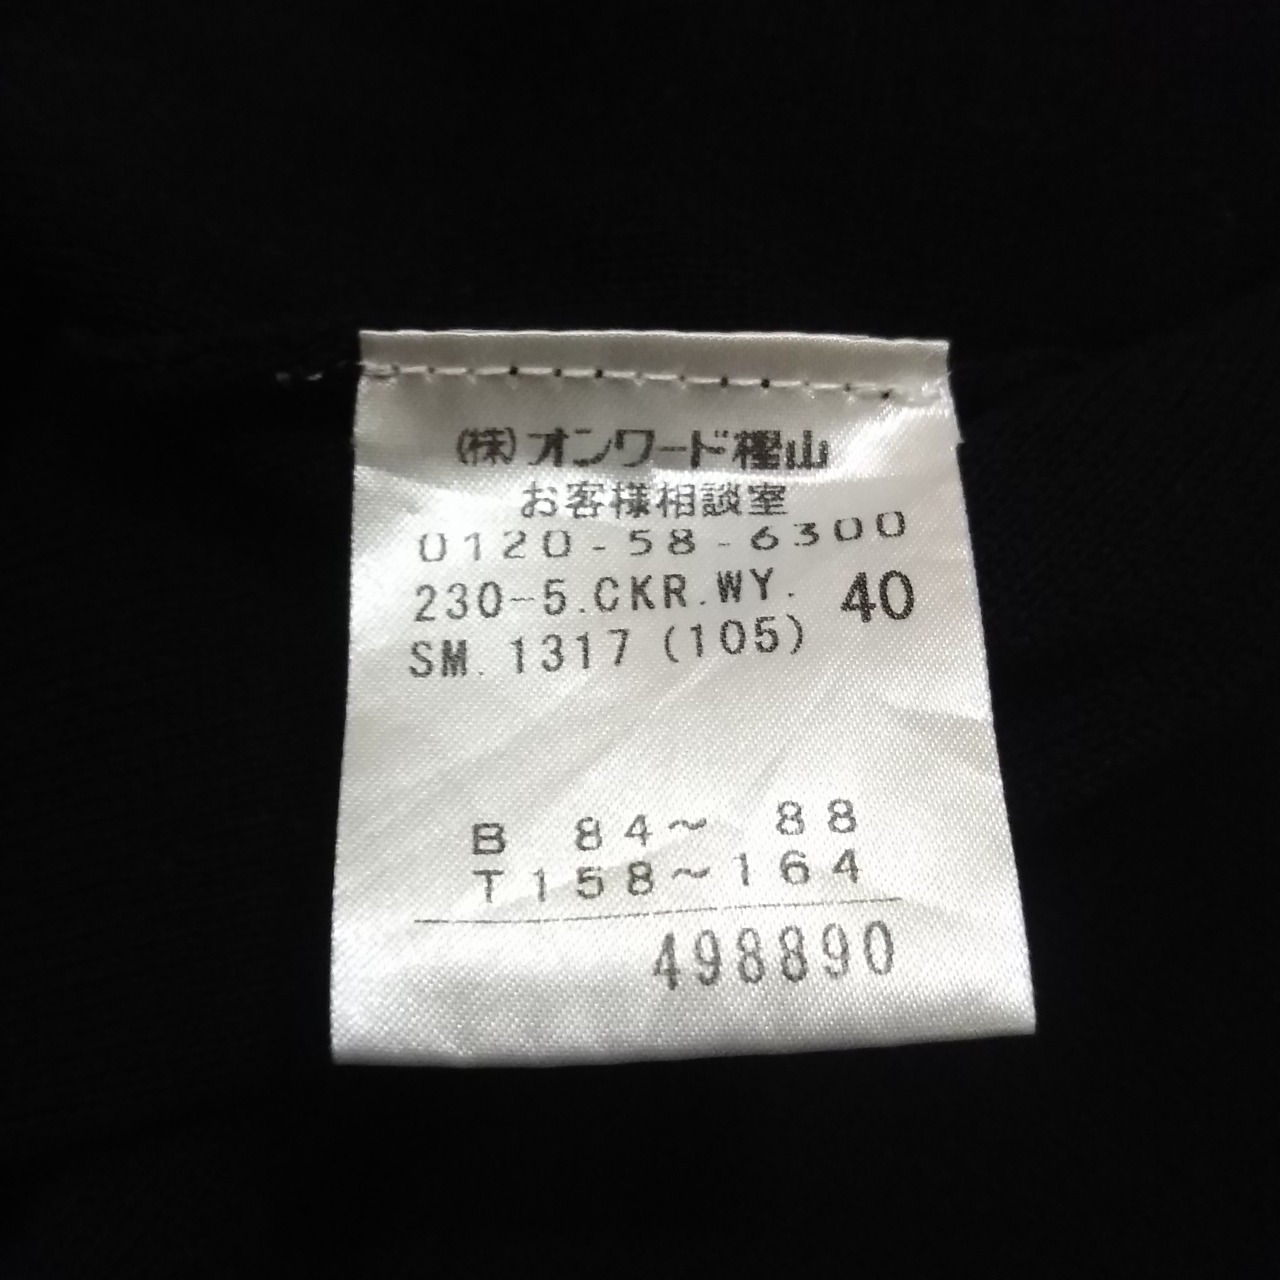 (株)オンワード樫山
お客様相談室
0120-58-6300
230-5.CKR.WY. 40
SM.1317(105)
B 84~ 88
T158~164
498890